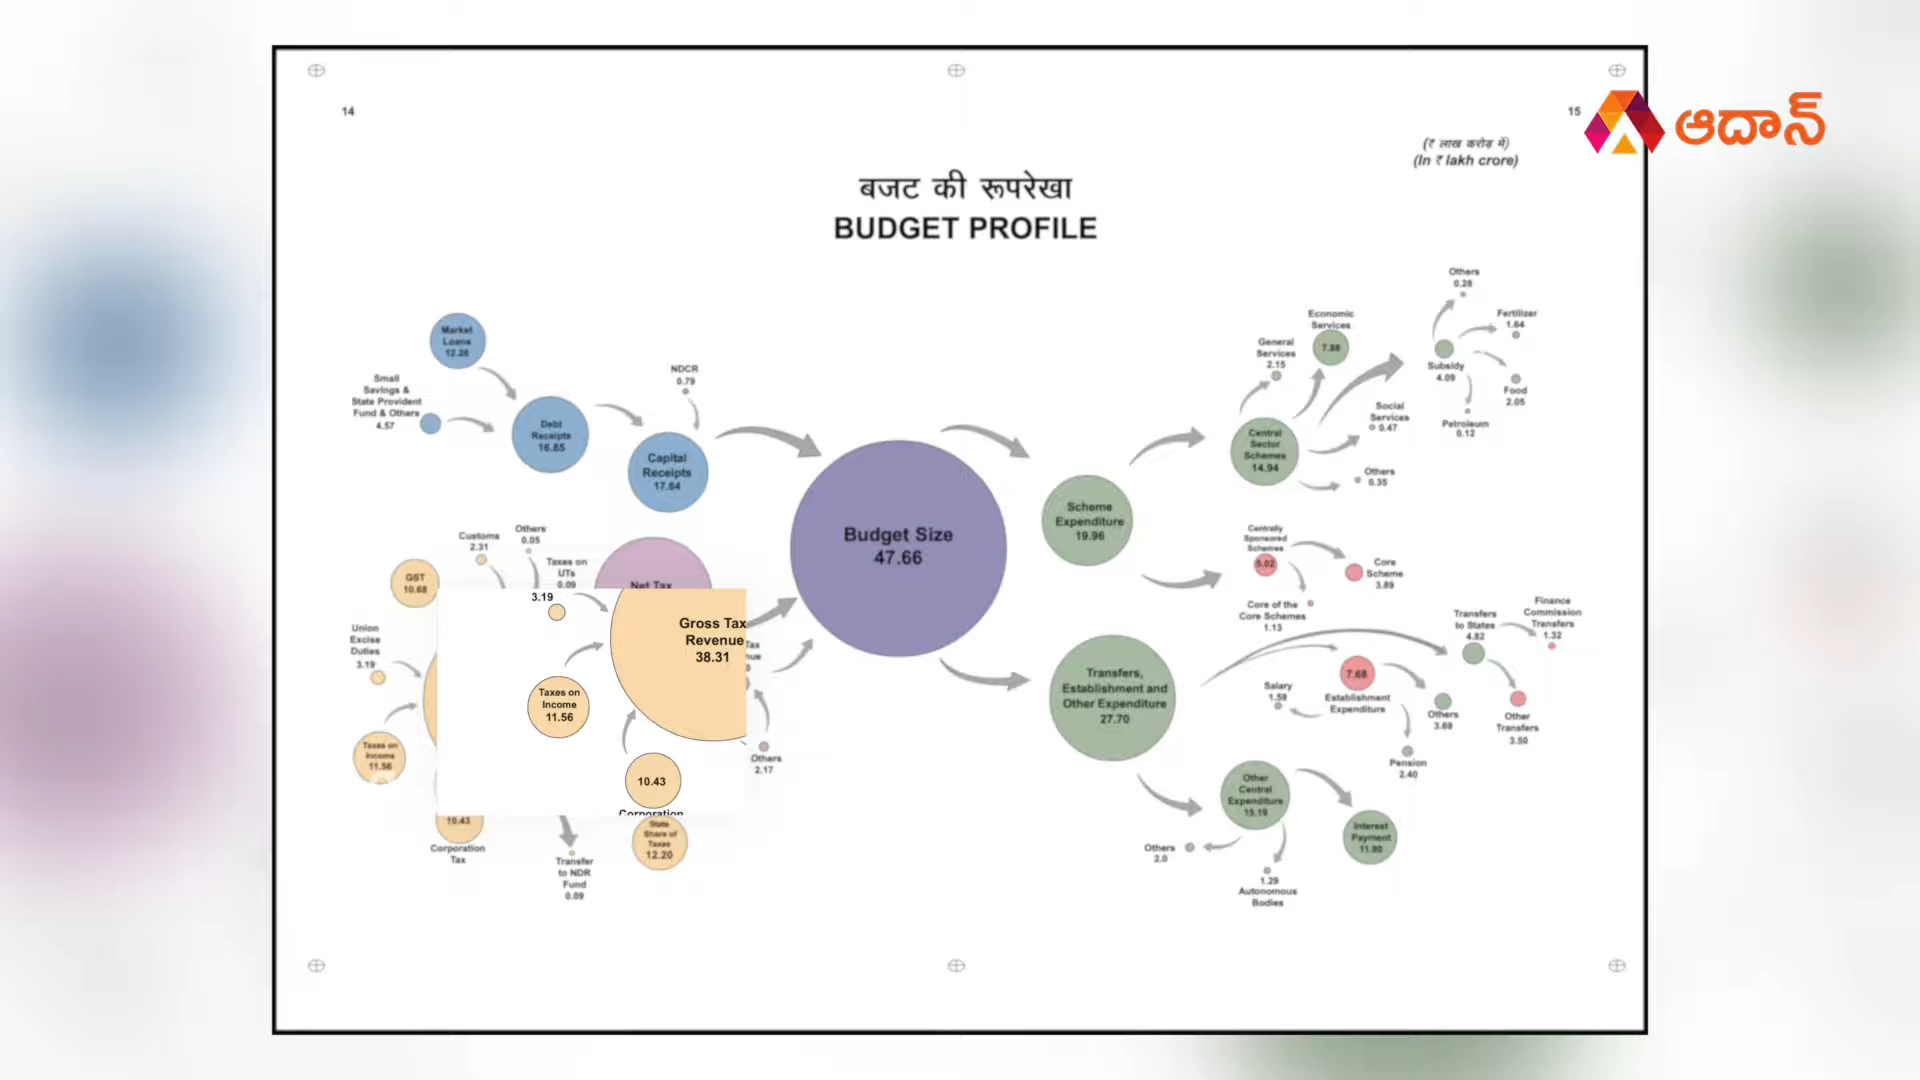 14
15
ఆదాన్
(₹ लाख करोड़ में)
(In ₹ lakh crore)
बजट की रूपरेखा
BUDGET PROFILE
Market
Loans
12.28
Small
Savings &
State Provident
Fund & Others
4.57
Debt
Receipts
16.85
NDCR
0.79
Capital
Receipts
17.64
Customs
2.31
Others
0.05
Taxes on
UTs
0.09
GST
10.68
Union
Excise
Duties
3.19
Taxes on
Income
11.56
10.43
Corporation
Tax
Net Tax
3.19
Gross Tax
Revenue
38.31
Taxes on
Income
11.56
10.43
Corporation
Others
2.17
Transfer
to NDR
Fund
0.09
State
Share of
Taxes
12.20
Budget Size
47.66
Scheme
Expenditure
19.96
Transfers,
Establishment and
Other Expenditure
27.70
Central
Sector
Schemes
14.94
General
Services
2.15
Economic
Services
7.88
Subsidy
4.09
Others
0.28
Fertilizer
1.64
Food
2.05
Petroleum
0.12
Social
Services
0.47
Others
0.35
Centrally
Sponsored
Schemes
5.02
Core
Scheme
3.89
Core of the
Core Schemes
1.13
Transfers
to States
4.82
Finance
Commission
Transfers
1.32
Other
Transfers
3.50
7.68
Establishment
Expenditure
Salary
1.59
Others
3.69
Pension
2.40
Other
Central
Expenditure
15.19
Interest
Payment
11.90
Others
2.0
1.29
Autonomous
Bodies